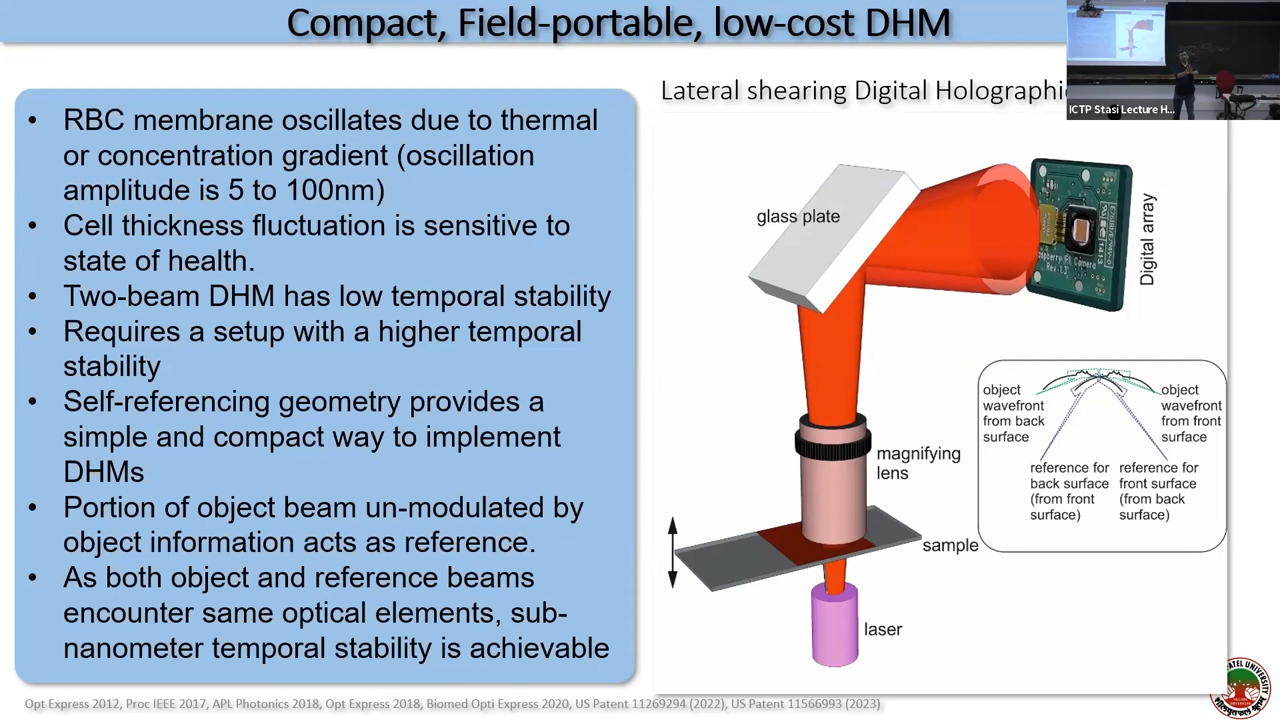 Compact, Field-portable, low-cost DHM
• RBC membrane oscillates due to thermal
or concentration gradient (oscillation
amplitude is 5 to 100nm)
• Cell thickness fluctuation is sensitive to
state of health.
• Two-beam DHM has low temporal stability
• Requires a setup with a higher temporal
stability
• Self-referencing geometry provides a
simple and compact way to implement
DHMs
• Portion of object beam un-modulated by
object information acts as reference.
• As both object and reference beams
encounter same optical elements, sub-
nanometer temporal stability is achievable
Lateral shearing Digital Holographi
ICTP Stasi Lecture H...
glass plate
Digital array
Rev-1.3
magnifying
lens
sample
laser
object
wavefront
from back
surface
object
wavefront
from front
surface
reference for
back surface
(from front
surface)
reference for
front surface
(from back
surface)
Opt Express 2012, Proc IEEE 2017, APL Photonics 2018, Opt Express 2018, Biomed Opti Express 2020, US Patent 11269294 (2022), US Patent 11566993 (2023)
PATEL UNIVERSITY